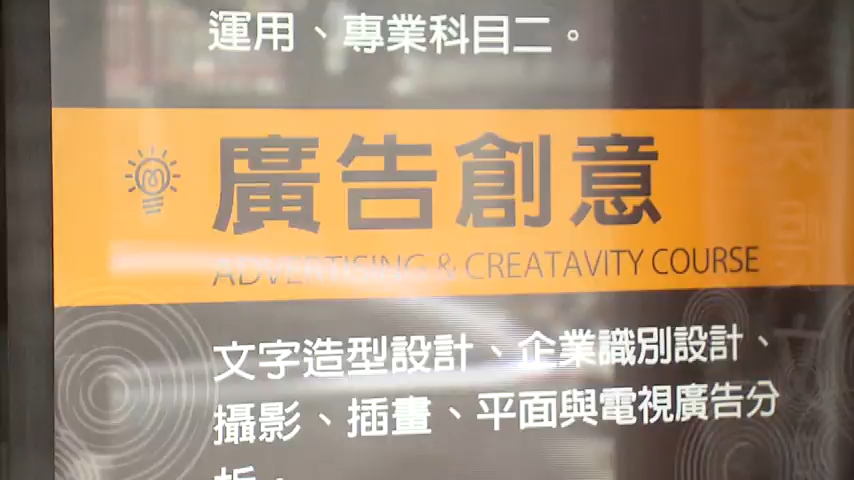 運用、專業科目二。
廣告創意
ADVERTISING & CREATAVITY COURSE
文字造型設計、企業識別設計、
攝影、插畫、平面與電視廣告分
析。